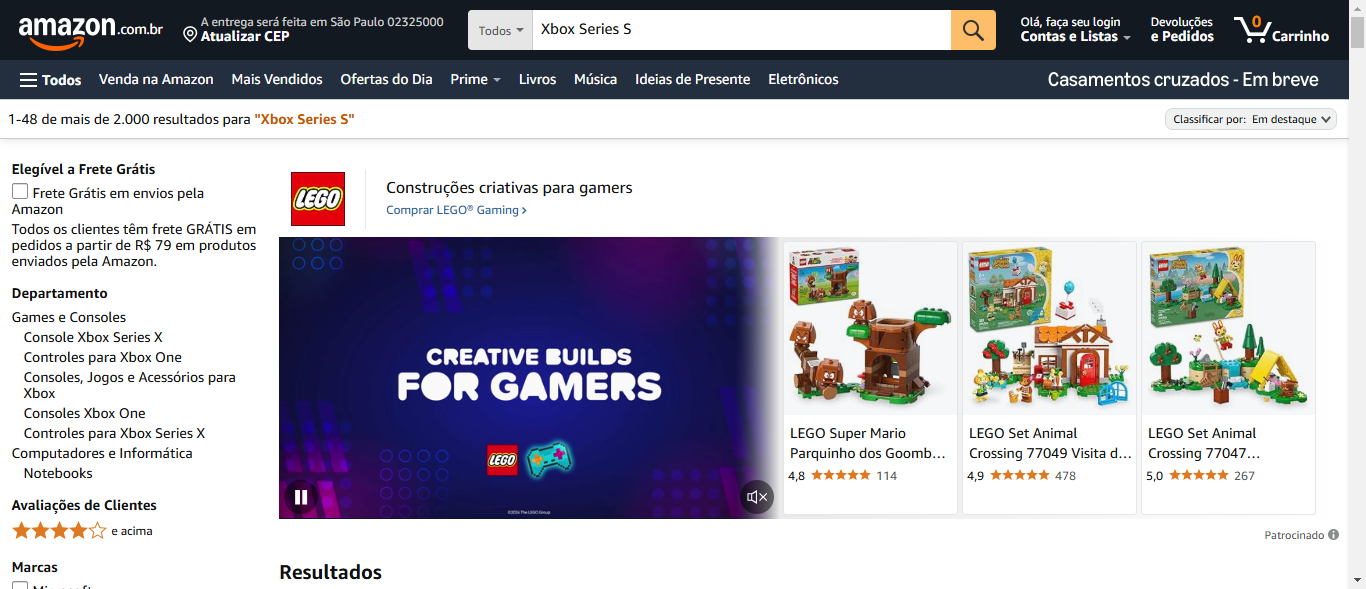 amazon.com.br
A entrega será feita em São Paulo 02325000
Atualizar CEP
Todos
Xbox Series S
Olá, faça seu login
Contas e Listas
Devoluções
e Pedidos
0
Carrinho
Todos
Venda na Amazon
Mais Vendidos
Ofertas do Dia
Prime
Livros
Música
Ideias de Presente
Eletrônicos
Casamentos cruzados - Em breve
1-48 de mais de 2.000 resultados para "Xbox Series S"
Classificar por: Em destaque
Elegível a Frete Grátis
Frete Grátis em envios pela
Amazon
Todos os clientes têm frete GRÁTIS em
pedidos a partir de R$ 79 em produtos
enviados pela Amazon.
Departamento
Games e Consoles
Console Xbox Series X
Controles para Xbox One
Consoles, Jogos e Acessórios para
Xbox
Consoles Xbox One
Controles para Xbox Series X
Computadores e Informática
Notebooks
Avaliações de Clientes
e acima
Marcas
LEGO
Construções criativas para gamers
Comprar LEGO® Gaming
CREATIVE BUILDS
FOR GAMERS
LEGO
©2024 The LEGO Group
LEGO Super Mario
Parquinho dos Goomb...
4,8
114
LEGO Set Animal
Crossing 77049 Visita d...
4,9
478
LEGO Set Animal
Crossing 77047...
5,0
267
Patrocinado
Resultados